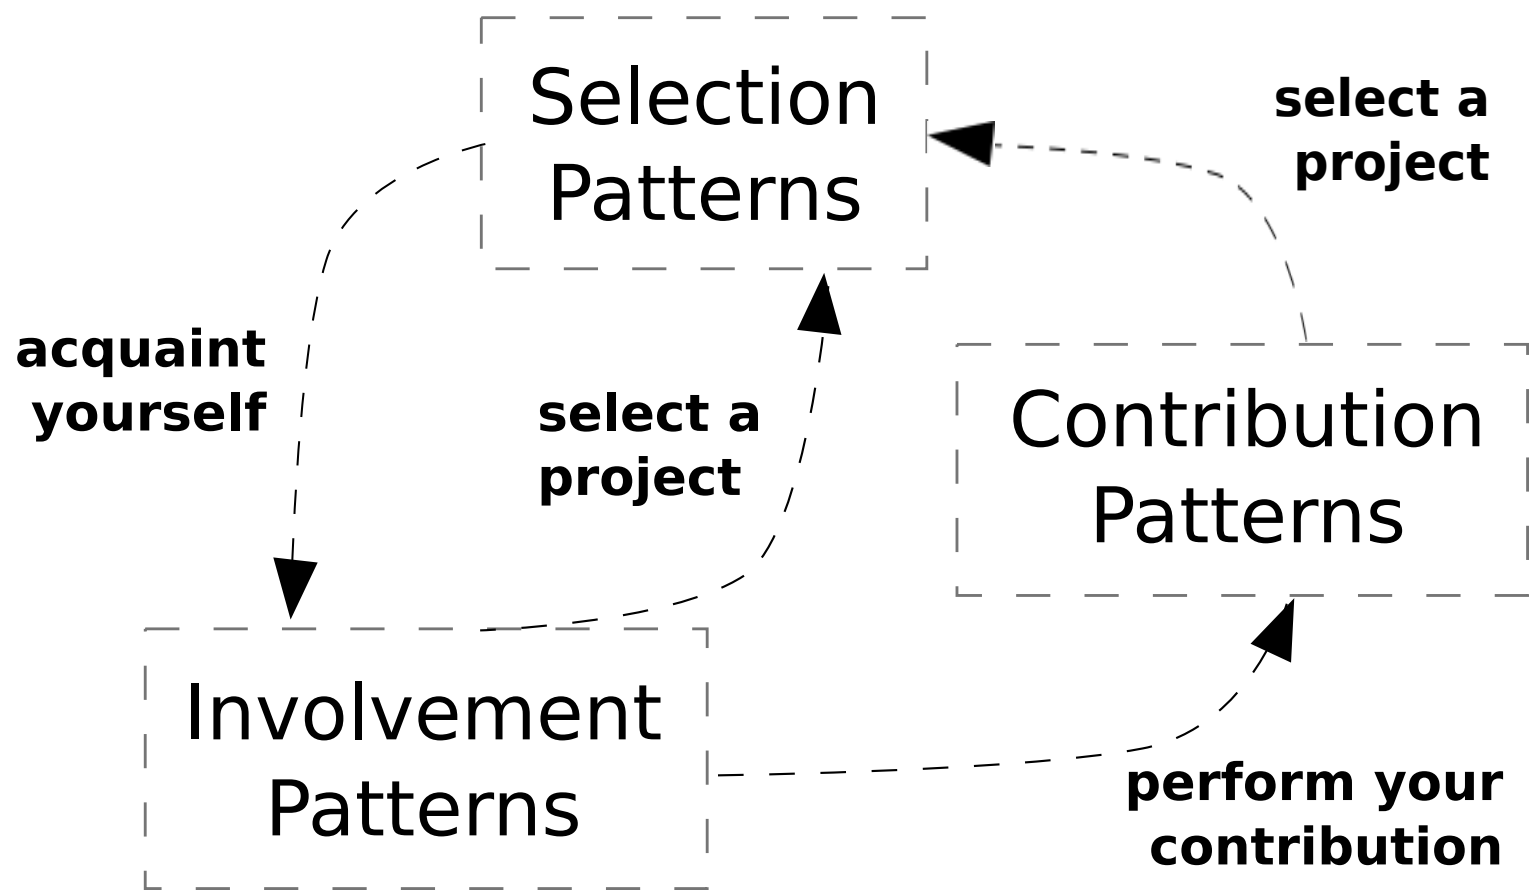 Selection
Patterns
select a
project
acquaint
yourself
select a
project
Contribution
Patterns
Involvement
Patterns
perform your
contribution